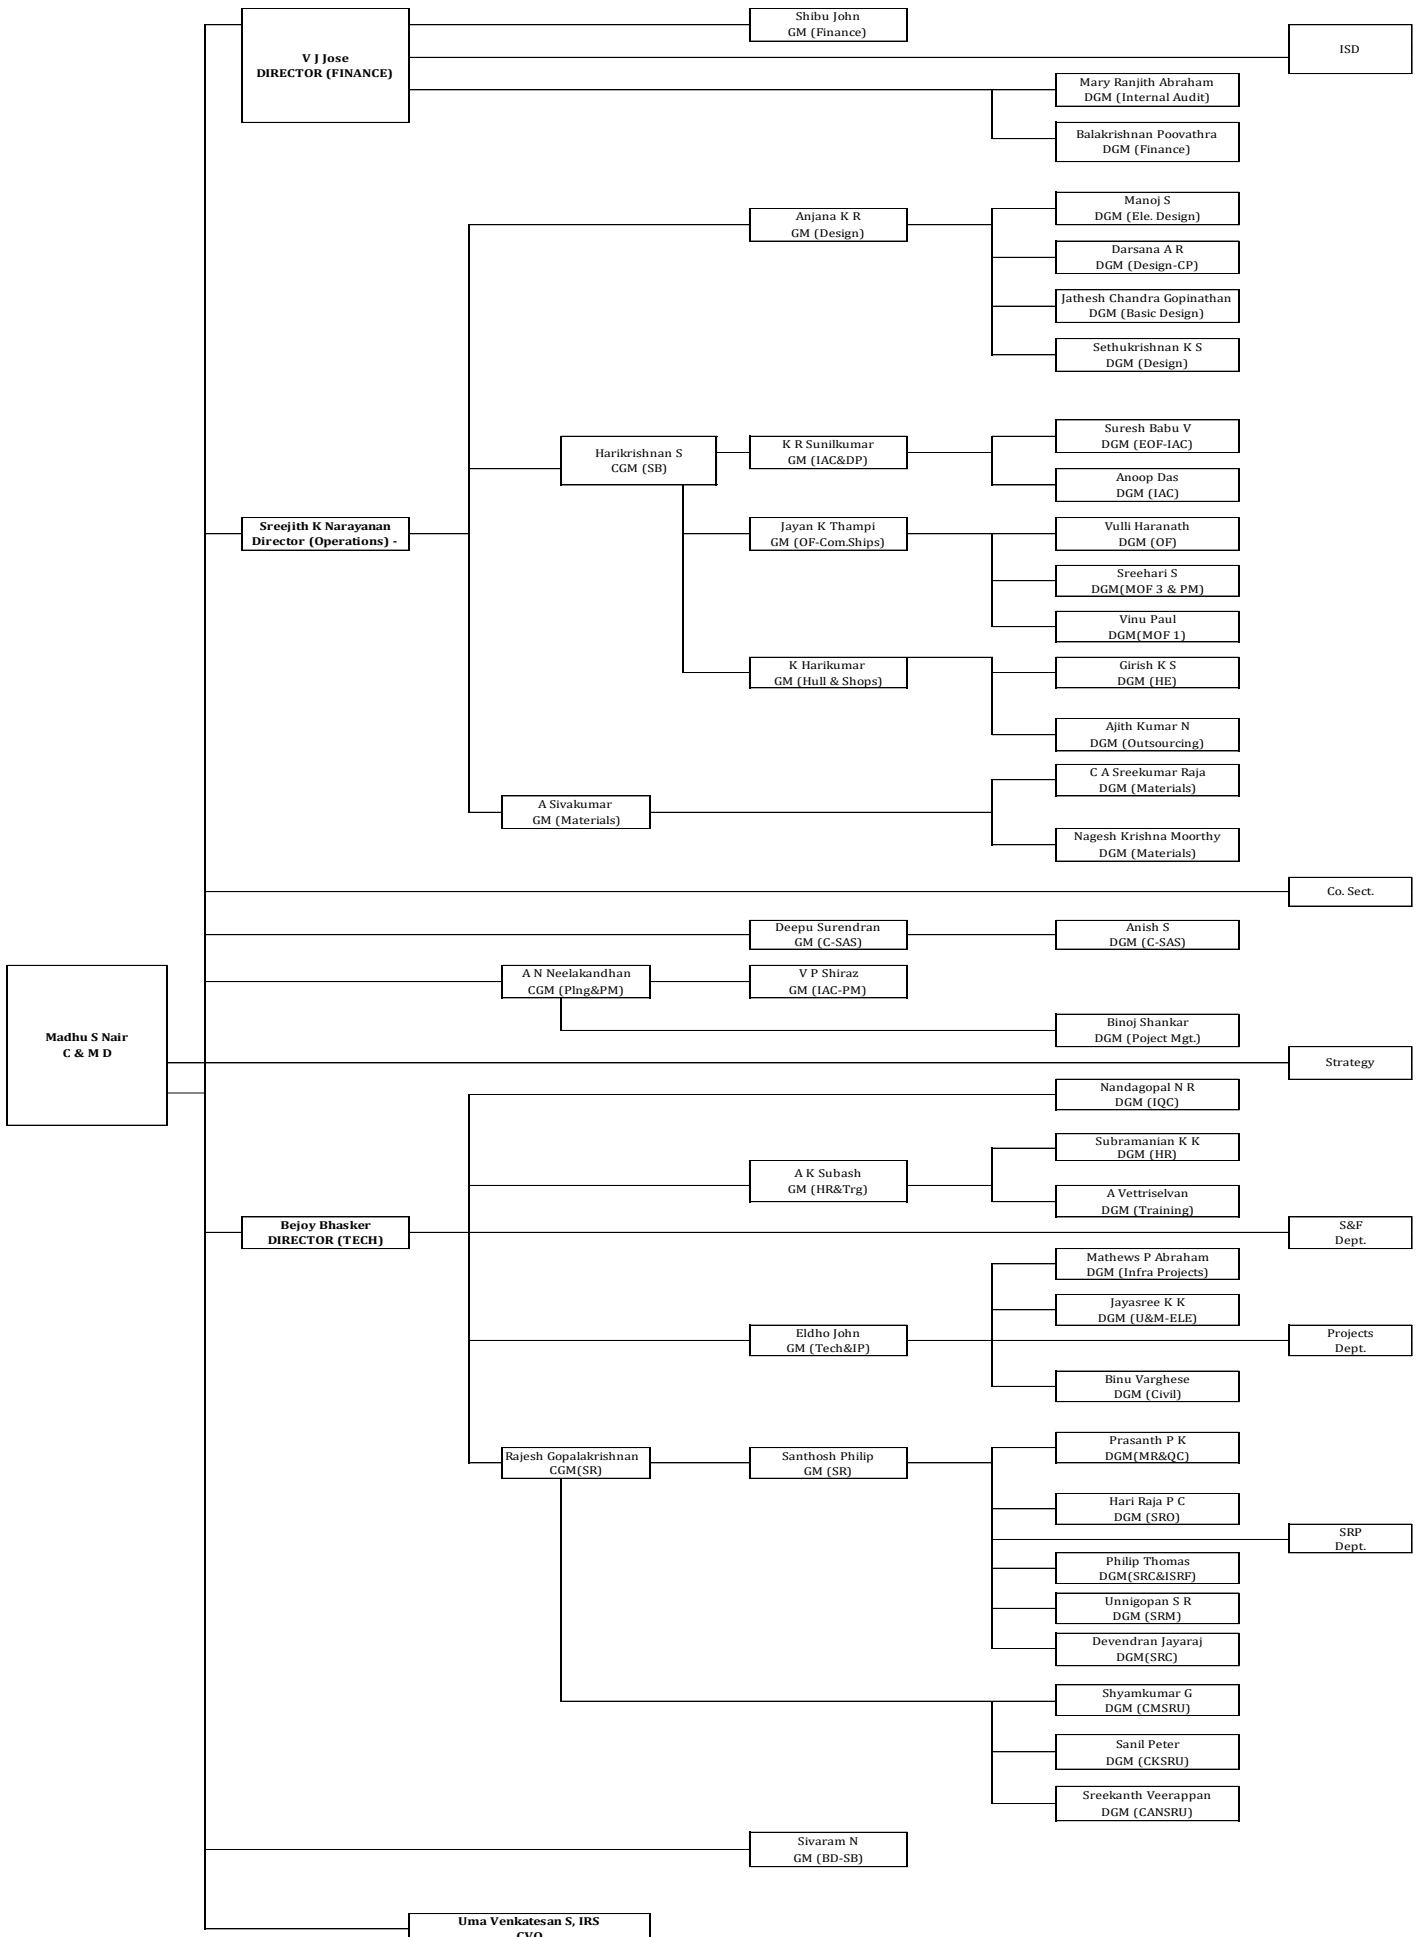 Shibu John
GM (Finance)
V J Jose
DIRECTOR (FINANCE)
ISD
Mary Ranjith Abraham
DGM (Internal Audit)
Balakrishnan Poovathra
DGM (Finance)
Manoj S
DGM (Ele. Design)
Anjana K R
GM (Design)
Darsana A R
DGM (Design-CP)
Jathesh Chandra Gopinathan
DGM (Basic Design)
Sethukrishnan K S
DGM (Design)
Suresh Babu V
DGM (EOF-IAC)
Harikrishnan S
CGM (SB)
K R Sunilkumar
GM (IAC&DP)
Anoop Das
DGM (IAC)
Sreejith K Narayanan
Director (Operations) -
Jayan K Thampi
GM (OF-Com.Ships)
Vulli Haranath
DGM (OF)
Sreehari S
DGM(MOF 3 & PM)
Vinu Paul
DGM(MOF 1)
K Harikumar
GM (Hull & Shops)
Girish K S
DGM (HE)
Ajith Kumar N
DGM (Outsourcing)
C A Sreekumar Raja
DGM (Materials)
A Sivakumar
GM (Materials)
Nagesh Krishna Moorthy
DGM (Materials)
Co. Sect.
Deepu Surendran
GM (C-SAS)
Anish S
DGM (C-SAS)
A N Neelakandhan
CGM (Plng&PM)
V P Shiraz
GM (IAC-PM)
Binoj Shankar
DGM (Poject Mgt.)
Madhu S Nair
C & M D
Strategy
Nandagopal N R
DGM (IQC)
Subramanian K K
DGM (HR)
A K Subash
GM (HR&Trg)
A Vettriselvan
DGM (Training)
Bejoy Bhasker
DIRECTOR (TECH)
S&F
Dept.
Mathews P Abraham
DGM (Infra Projects)
Jayasree K K
DGM (U&M-ELE)
Eldho John
GM (Tech&IP)
Projects
Dept.
Binu Varghese
DGM (Civil)
Prasanth P K
DGM(MR&QC)
Rajesh Gopalakrishnan
CGM(SR)
Santhosh Philip
GM (SR)
Hari Raja P C
DGM (SRO)
SRP
Dept.
Philip Thomas
DGM(SRC&ISRF)
Unnigopan S R
DGM (SRM)
Devendran Jayaraj
DGM(SRC)
Shyamkumar G
DGM (CMSRU)
Sanil Peter
DGM (CKSRU)
Sreekanth Veerappan
DGM (CANSRU)
Sivaram N
GM (BD-SB)
Uma Venkatesan S, IRS
CVO